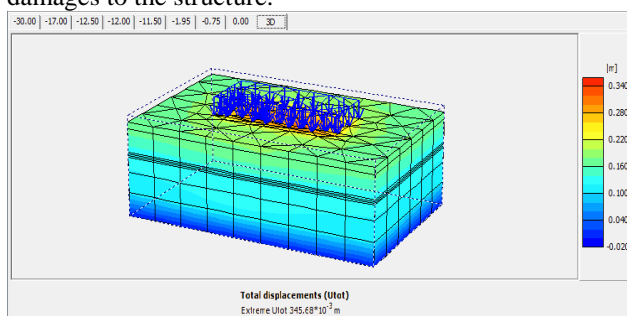 damages to the structure.
-30.00 -17.00 -12.50 -12.00 -11.50 -1.95 -0.75 0.00 3D
[m]
0.340
0.280
0.220
0.160
0.100
0.040
-0.020
Total displacements (Utot)
Extreme Utot 345.68*10⁻³ m